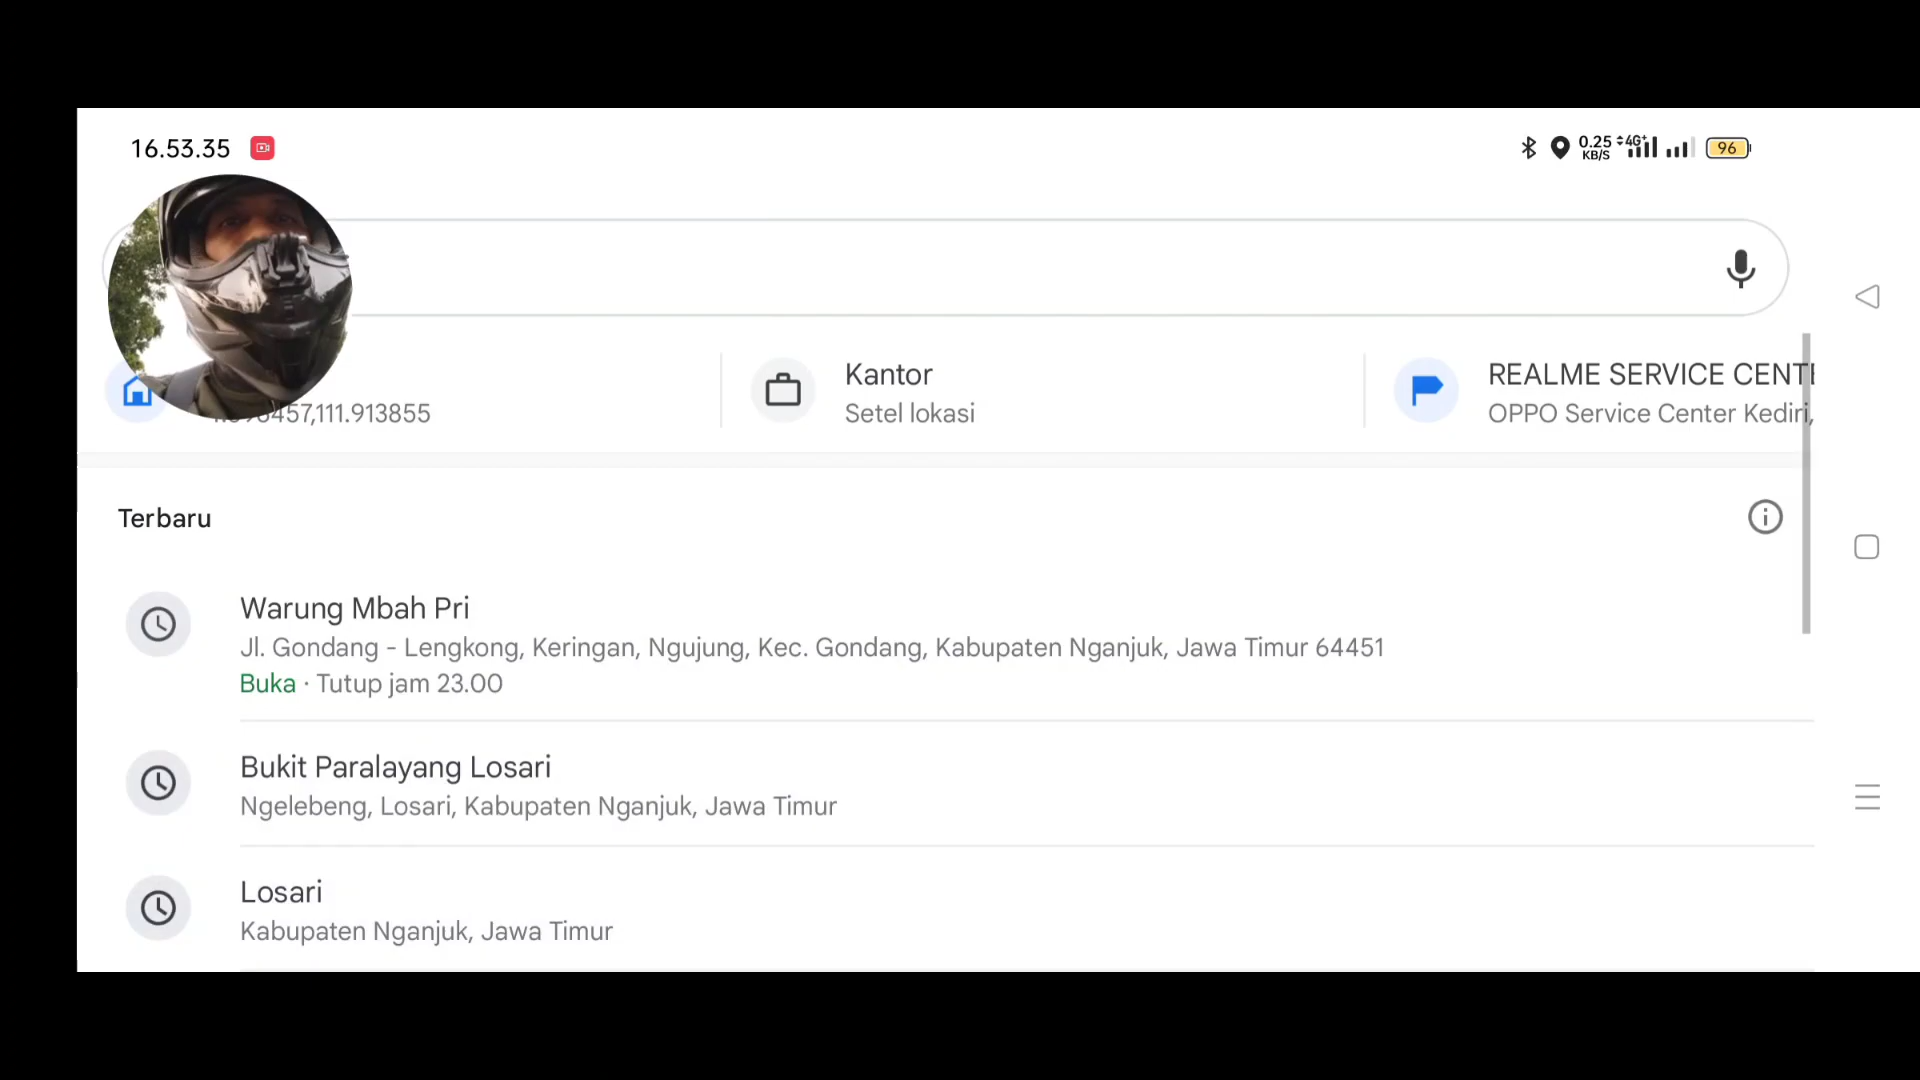 16.53.35
0.25 KB/S 4G+ 96
457,111.913855
Kantor
Setel lokasi
REALME SERVICE CENT
OPPO Service Center Kediri,
Terbaru
Warung Mbah Pri
Jl. Gondang - Lengkong, Keringan, Ngujung, Kec. Gondang, Kabupaten Nganjuk, Jawa Timur 64451
Buka · Tutup jam 23.00
Bukit Paralayang Losari
Ngelebeng, Losari, Kabupaten Nganjuk, Jawa Timur
Losari
Kabupaten Nganjuk, Jawa Timur